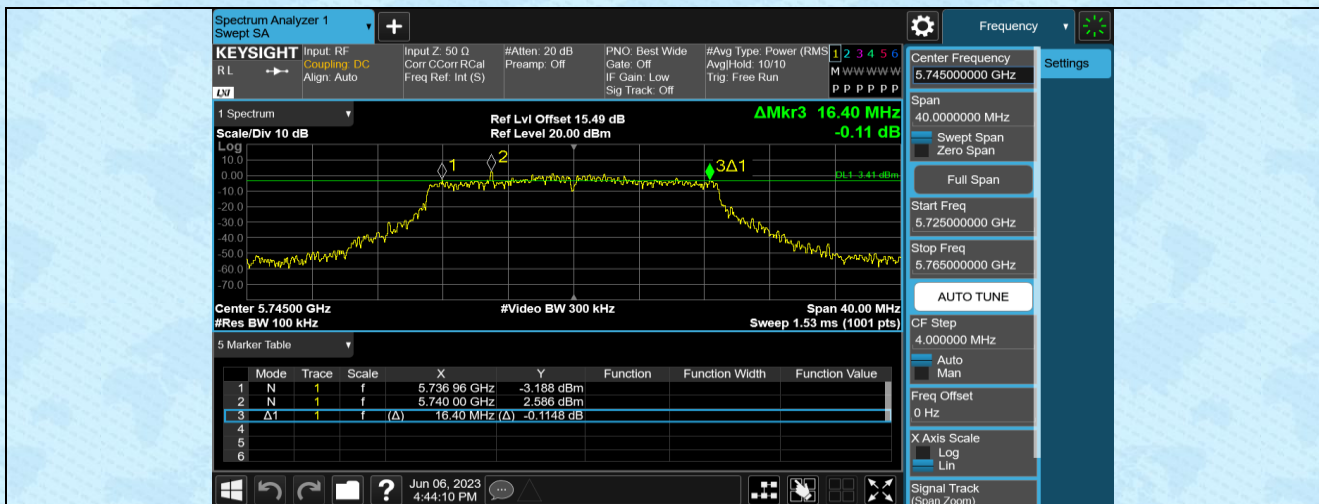 Spectrum Analyzer 1
Swept SA
+
Frequency
KEYSIGHT
R L
LXI
Input: RF
Coupling: DC
Align: Auto
Input Z: 50 Ω
Corr CCorr RCal
Freq Ref: Int (S)
#Atten: 20 dB
Preamp: Off
PNO: Best Wide
Gate: Off
IF Gain: Low
Sig Track: Off
#Avg Type: Power (RMS
Avg|Hold: 10/10
Trig: Free Run
1 2 3 4 5 6
M W W W W W
P P P P P P
1 Spectrum
Scale/Div 10 dB
Ref Lvl Offset 15.49 dB
Ref Level 20.00 dBm
ΔMkr3 16.40 MHz
-0.11 dB
Log
10.0
0.00
-10.0
-20.0
-30.0
-40.0
-50.0
-60.0
-70.0
1
2
3Δ1
DL1 -3.41 dBm
Center 5.74500 GHz
#Res BW 100 kHz
#Video BW 300 kHz
Span 40.00 MHz
Sweep 1.53 ms (1001 pts)
5 Marker Table
Mode Trace Scale X Y Function Function Width Function Value
1 N 1 f 5.736 96 GHz -3.188 dBm
2 N 1 f 5.740 00 GHz 2.586 dBm
3 Δ1 1 f (Δ) 16.40 MHz (Δ) -0.1148 dB
4
5
6
?
Jun 06, 2023
4:44:10 PM
Center Frequency
5.745000000 GHz
Span
40.0000000 MHz
Swept Span
Zero Span
Full Span
Start Freq
5.725000000 GHz
Stop Freq
5.765000000 GHz
AUTO TUNE
CF Step
4.000000 MHz
Auto
Man
Freq Offset
0 Hz
X Axis Scale
Log
Lin
Signal Track
(Span Zoom)
Settings